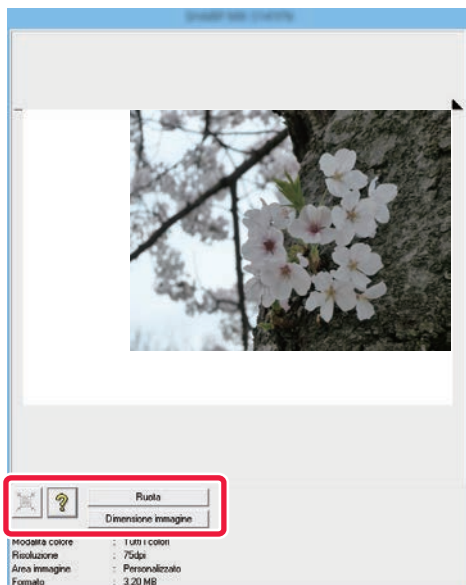 Ruota
Dimensione immagine
Modalità colore : Tutti i colori
Risoluzione : 75dpi
Area immagine : Personalizzato
Formato : 3.20 MB